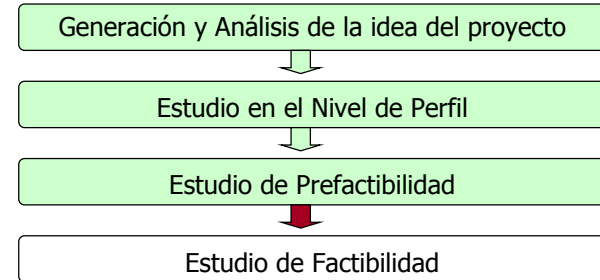 Generación y Análisis de la idea del proyecto
Estudio en el Nivel de Perfil
Estudio de Prefactibilidad
Estudio de Factibilidad